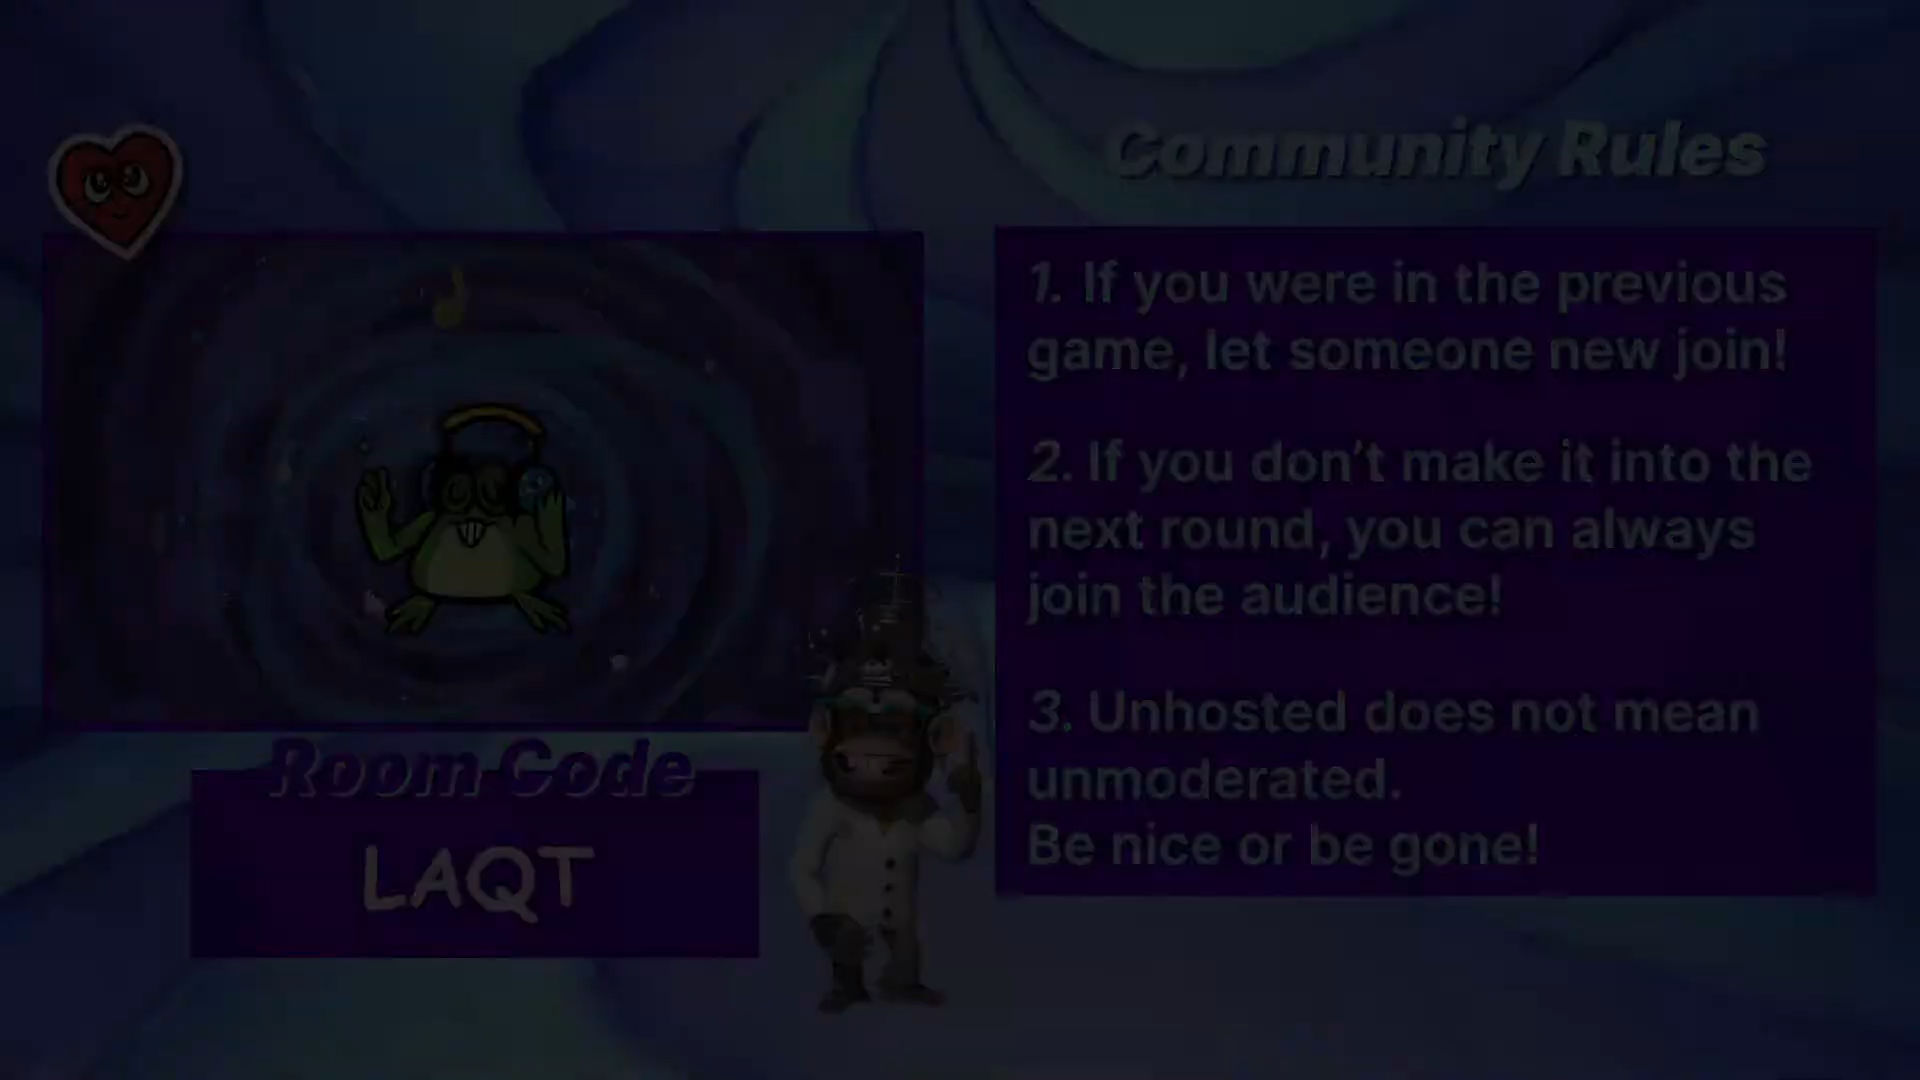 Community Rules
1. If you were in the previous
game, let someone new join!
2. If you don’t make it into the
next round, you can always
join the audience!
3. Unhosted does not mean
unmoderated.
Be nice or be gone!
Room Code
LAQT